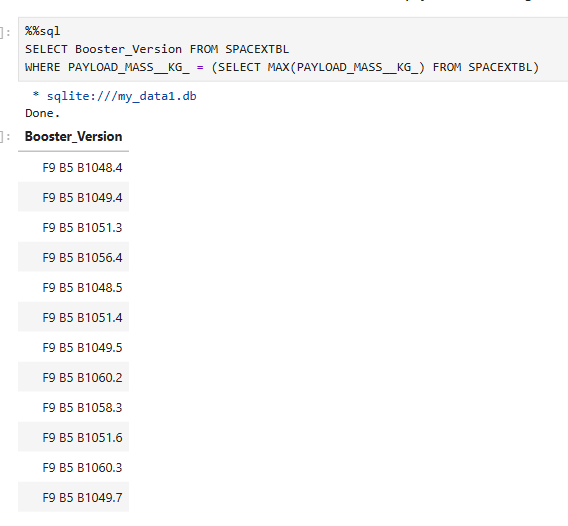 ]:
%%sql
SELECT Booster_Version FROM SPACEXTBL
WHERE PAYLOAD_MASS__KG_ = (SELECT MAX(PAYLOAD_MASS__KG_) FROM SPACEXTBL)
* sqlite:///my_data1.db
Done.
]:
Booster_Version
F9 B5 B1048.4
F9 B5 B1049.4
F9 B5 B1051.3
F9 B5 B1056.4
F9 B5 B1048.5
F9 B5 B1051.4
F9 B5 B1049.5
F9 B5 B1060.2
F9 B5 B1058.3
F9 B5 B1051.6
F9 B5 B1060.3
F9 B5 B1049.7